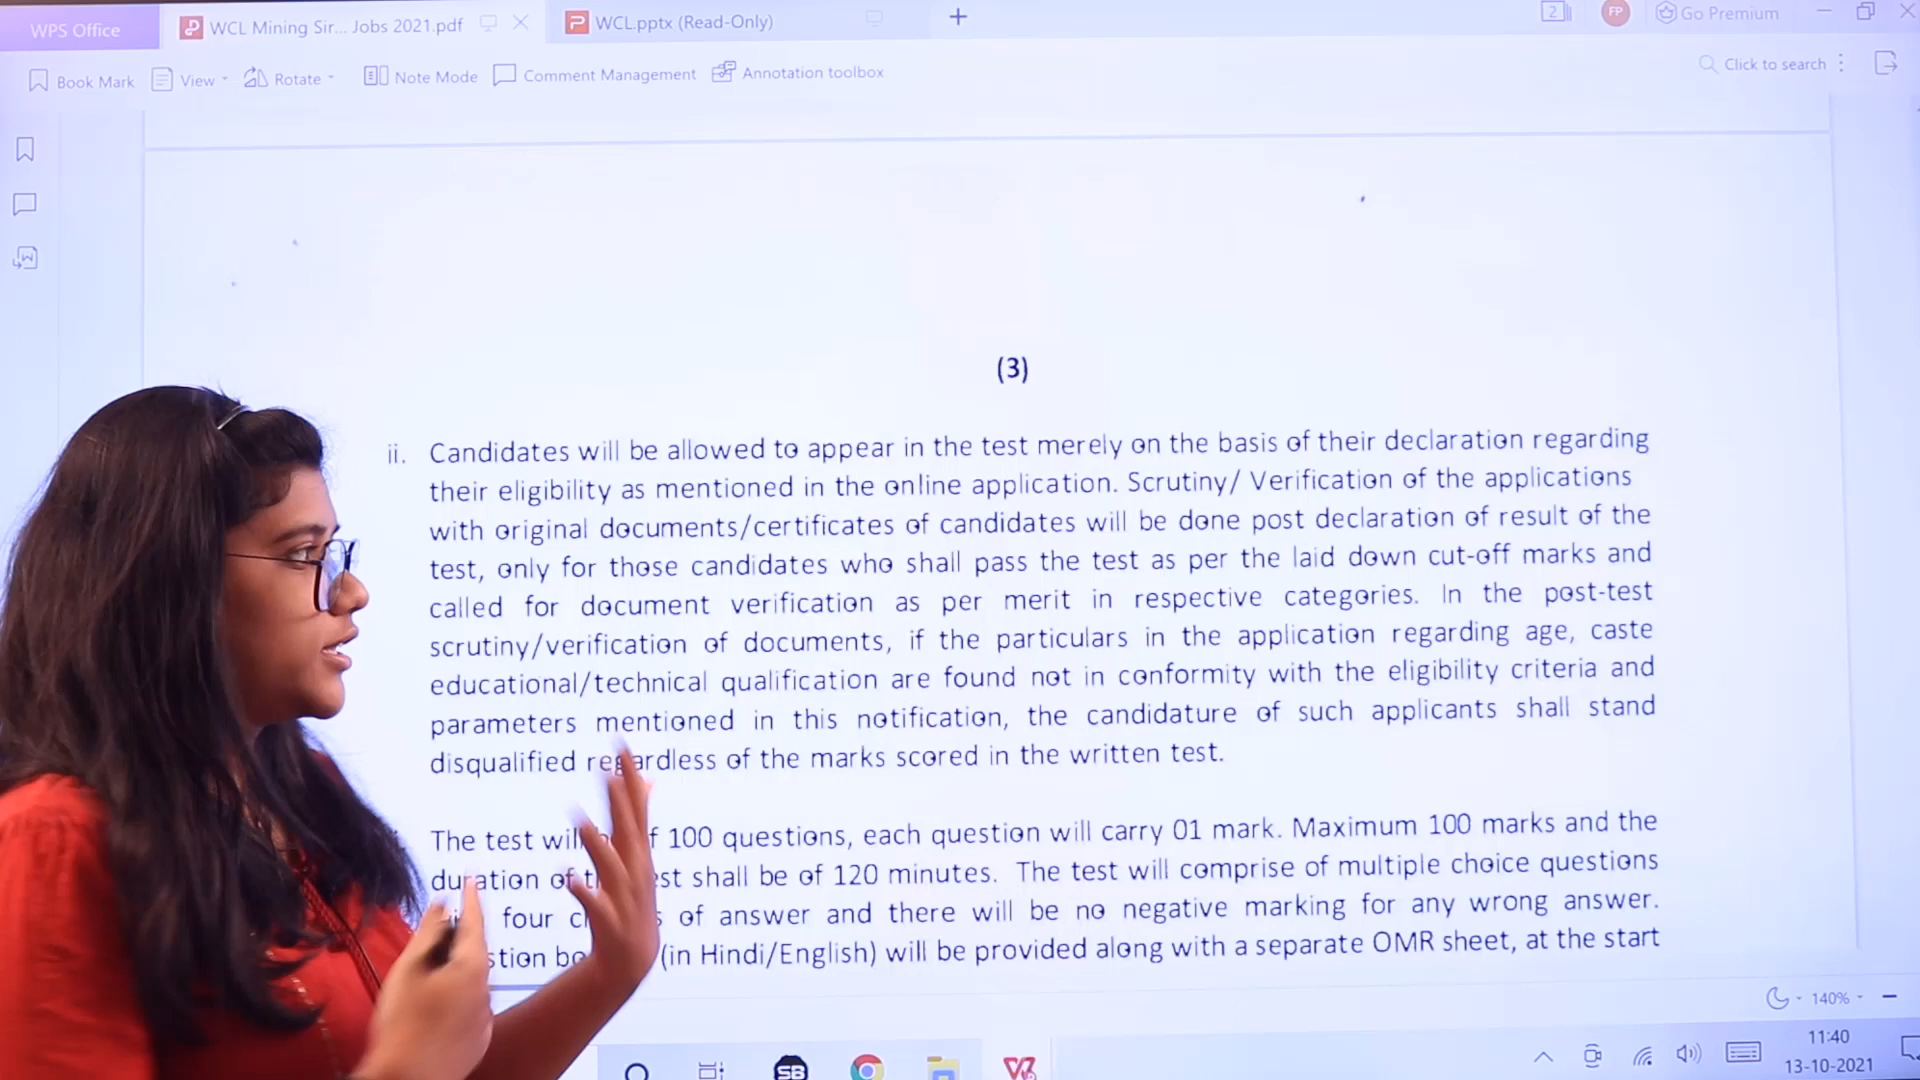 WPS Office
WCL Mining Sir... Jobs 2021.pdf
WCL.pptx (Read-Only)
2
FP
Go Premium
Book Mark
View
Rotate
Note Mode
Comment Management
Annotation toolbox
Click to search
(3)
ii. Candidates will be allowed to appear in the test merely on the basis of their declaration regarding
their eligibility as mentioned in the online application. Scrutiny/ Verification of the applications
with original documents/certificates of candidates will be done post declaration of result of the
test, only for those candidates who shall pass the test as per the laid down cut-off marks and
called for document verification as per merit in respective categories. In the post-test
scrutiny/verification of documents, if the particulars in the application regarding age, caste
educational/technical qualification are found not in conformity with the eligibility criteria and
parameters mentioned in this notification, the candidature of such applicants shall stand
disqualified regardless of the marks scored in the written test.
The test will 100 questions, each question will carry 01 mark. Maximum 100 marks and the
duration of shall be of 120 minutes. The test will comprise of multiple choice questions
four of answer and there will be no negative marking for any wrong answer.
(in Hindi/English) will be provided along with a separate OMR sheet, at the start
140%
SB
11:40
13-10-2021